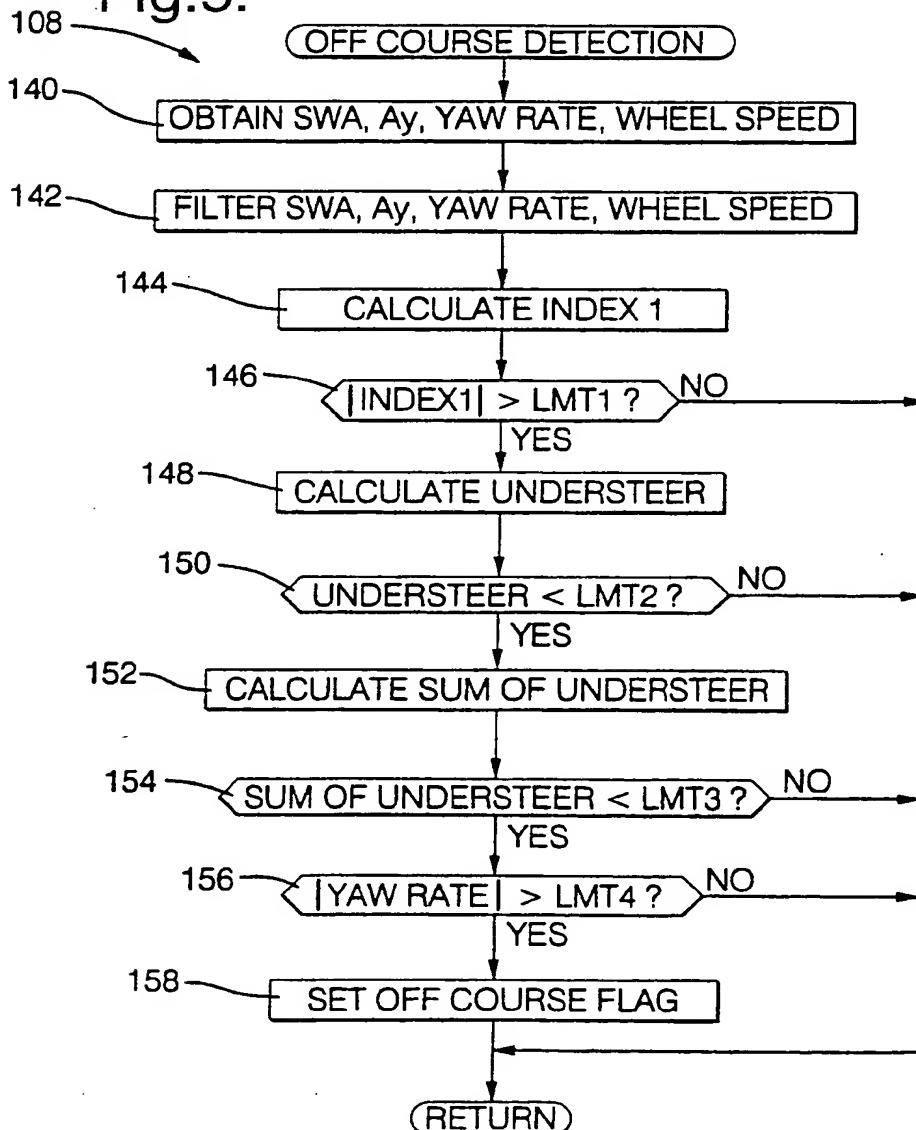 Fig.5.
108
OFF COURSE DETECTION
140
OBTAIN SWA, Ay, YAW RATE, WHEEL SPEED
142
FILTER SWA, Ay, YAW RATE, WHEEL SPEED
144
CALCULATE INDEX 1
146
|INDEX1| > LMT1 ?
NO
YES
148
CALCULATE UNDERSTEER
150
UNDERSTEER < LMT2 ?
NO
YES
152
CALCULATE SUM OF UNDERSTEER
154
SUM OF UNDERSTEER < LMT3 ?
NO
YES
156
|YAW RATE| > LMT4 ?
NO
YES
158
SET OFF COURSE FLAG
RETURN